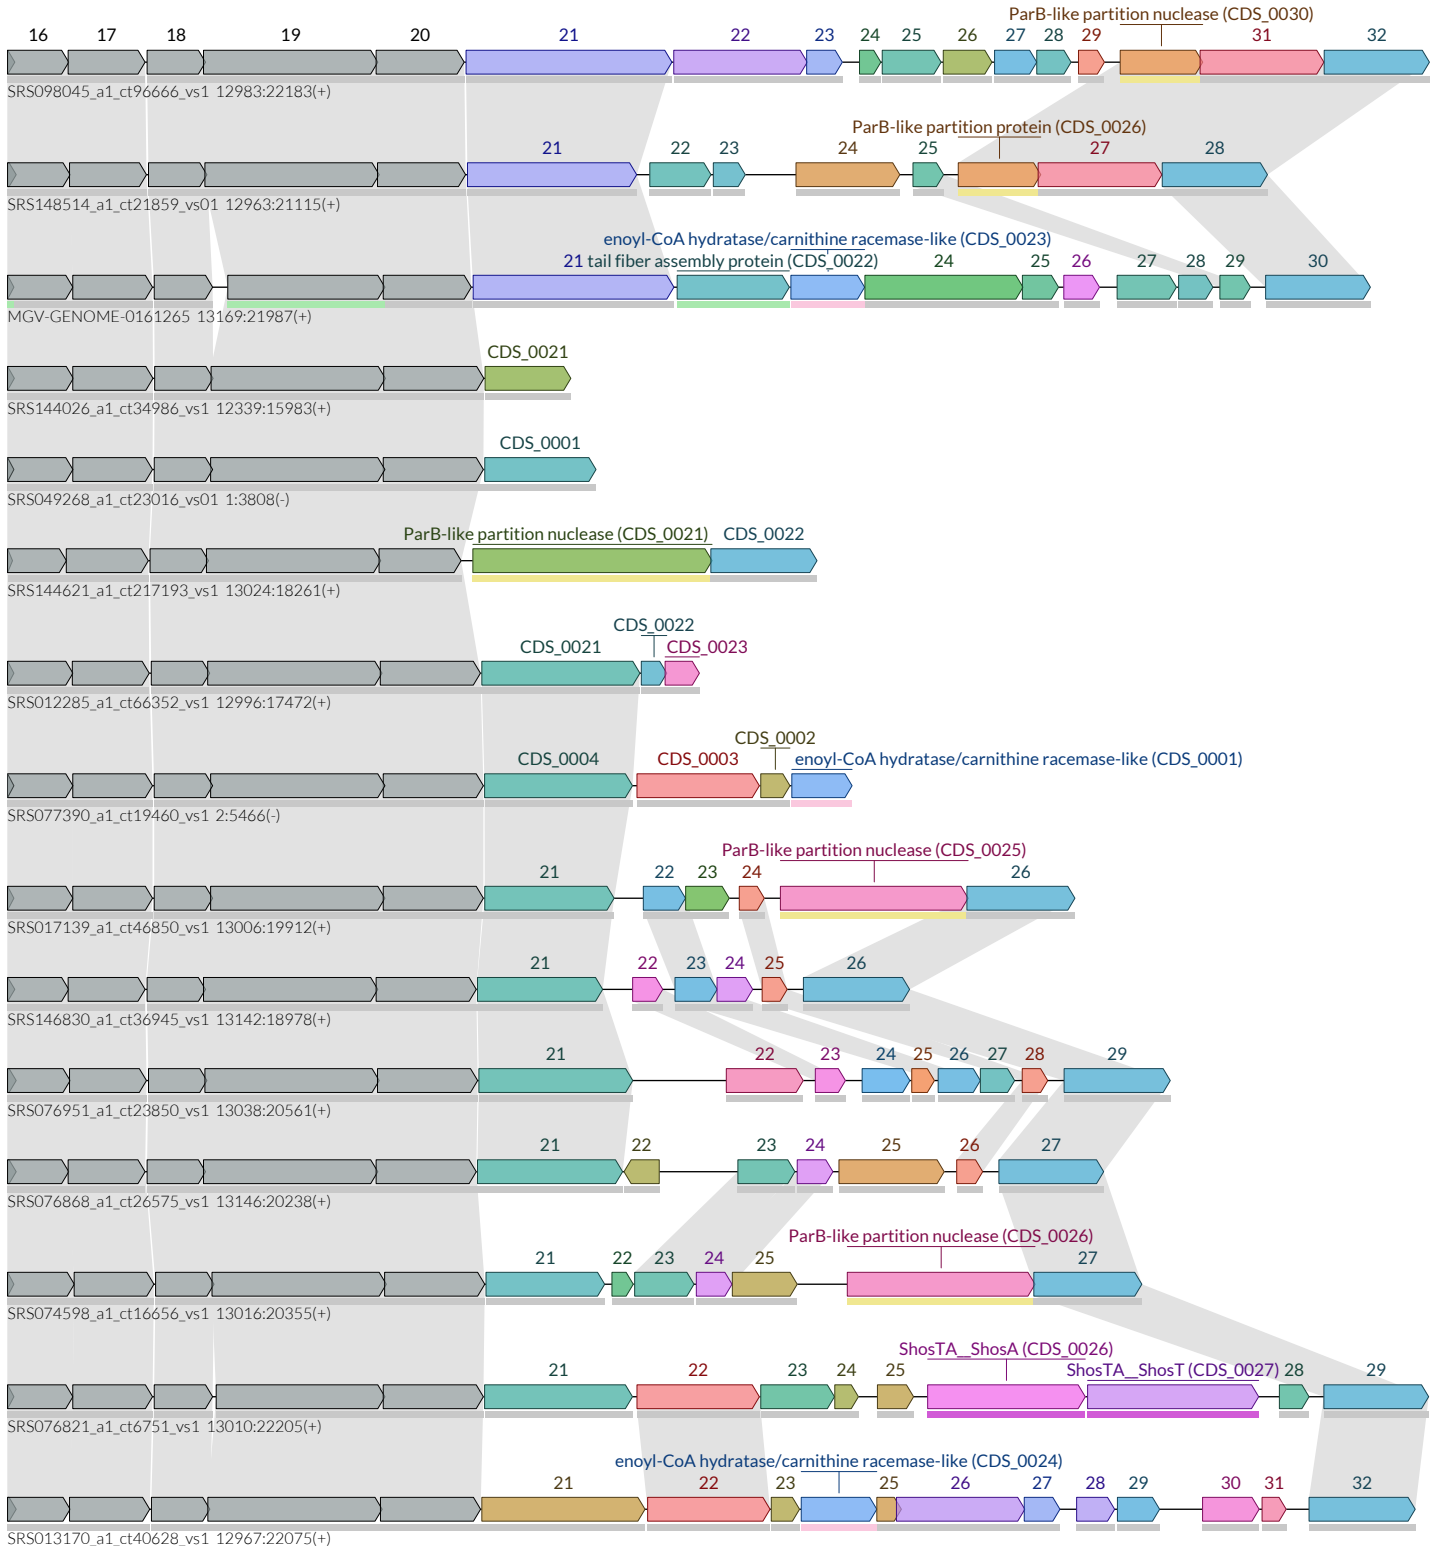 ParB-like partition nuclease (CDS_0030)
16 17 18 19 20 21 22 23 24 25 26 27 28 29 31 32
SRS098045_a1_ct96666_vs1 12983:22183(+)
ParB-like partition protein (CDS_0026)
21 22 23 24 25 27 28
SRS148514_a1_ct21859_vs01 12963:21115(+)
enoyl-CoA hydratase/carnithine racemase-like (CDS_0023)
21 tail fiber assembly protein (CDS_0022) 24 25 26 27 28 29 30
MGV-GENOME-0161265 13169:21987(+)
CDS_0021
SRS144026_a1_ct34986_vs1 12339:15983(+)
CDS_0001
SRS049268_a1_ct23016_vs01 1:3808(-)
ParB-like partition nuclease (CDS_0021) CDS_0022
SRS144621_a1_ct217193_vs1 13024:18261(+)
CDS_0022
CDS_0021 CDS_0023
SRS012285_a1_ct66352_vs1 12996:17472(+)
CDS_0002
CDS_0004 CDS_0003 enoyl-CoA hydratase/carnithine racemase-like (CDS_0001)
SRS077390_a1_ct19460_vs1 2:5466(-)
ParB-like partition nuclease (CDS_0025)
21 22 23 24 26
SRS017139_a1_ct46850_vs1 13006:19912(+)
21 22 23 24 25 26
SRS146830_a1_ct36945_vs1 13142:18978(+)
21 22 23 24 25 26 27 28 29
SRS076951_a1_ct23850_vs1 13038:20561(+)
21 22 23 24 25 26 27
SRS076868_a1_ct26575_vs1 13146:20238(+)
ParB-like partition nuclease (CDS_0026)
21 22 23 24 25 27
SRS074598_a1_ct16656_vs1 13016:20355(+)
ShosTA__ShosA (CDS_0026)
21 22 23 24 25 ShosTA__ShosT (CDS_0027) 28 29
SRS076821_a1_ct6751_vs1 13010:22205(+)
enoyl-CoA hydratase/carnithine racemase-like (CDS_0024)
21 22 23 25 26 27 28 29 30 31 32
SRS013170_a1_ct40628_vs1 12967:22075(+)